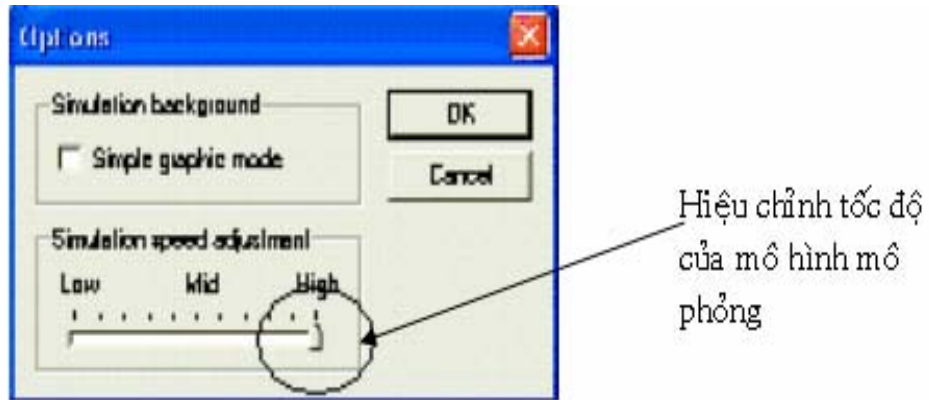 Options
Simulation background
OK
Simple graphic mode
Cancel
Simulation speed adjustment
Low Mid High
Hiệu chỉnh tốc độ
của mô hình mô
phỏng